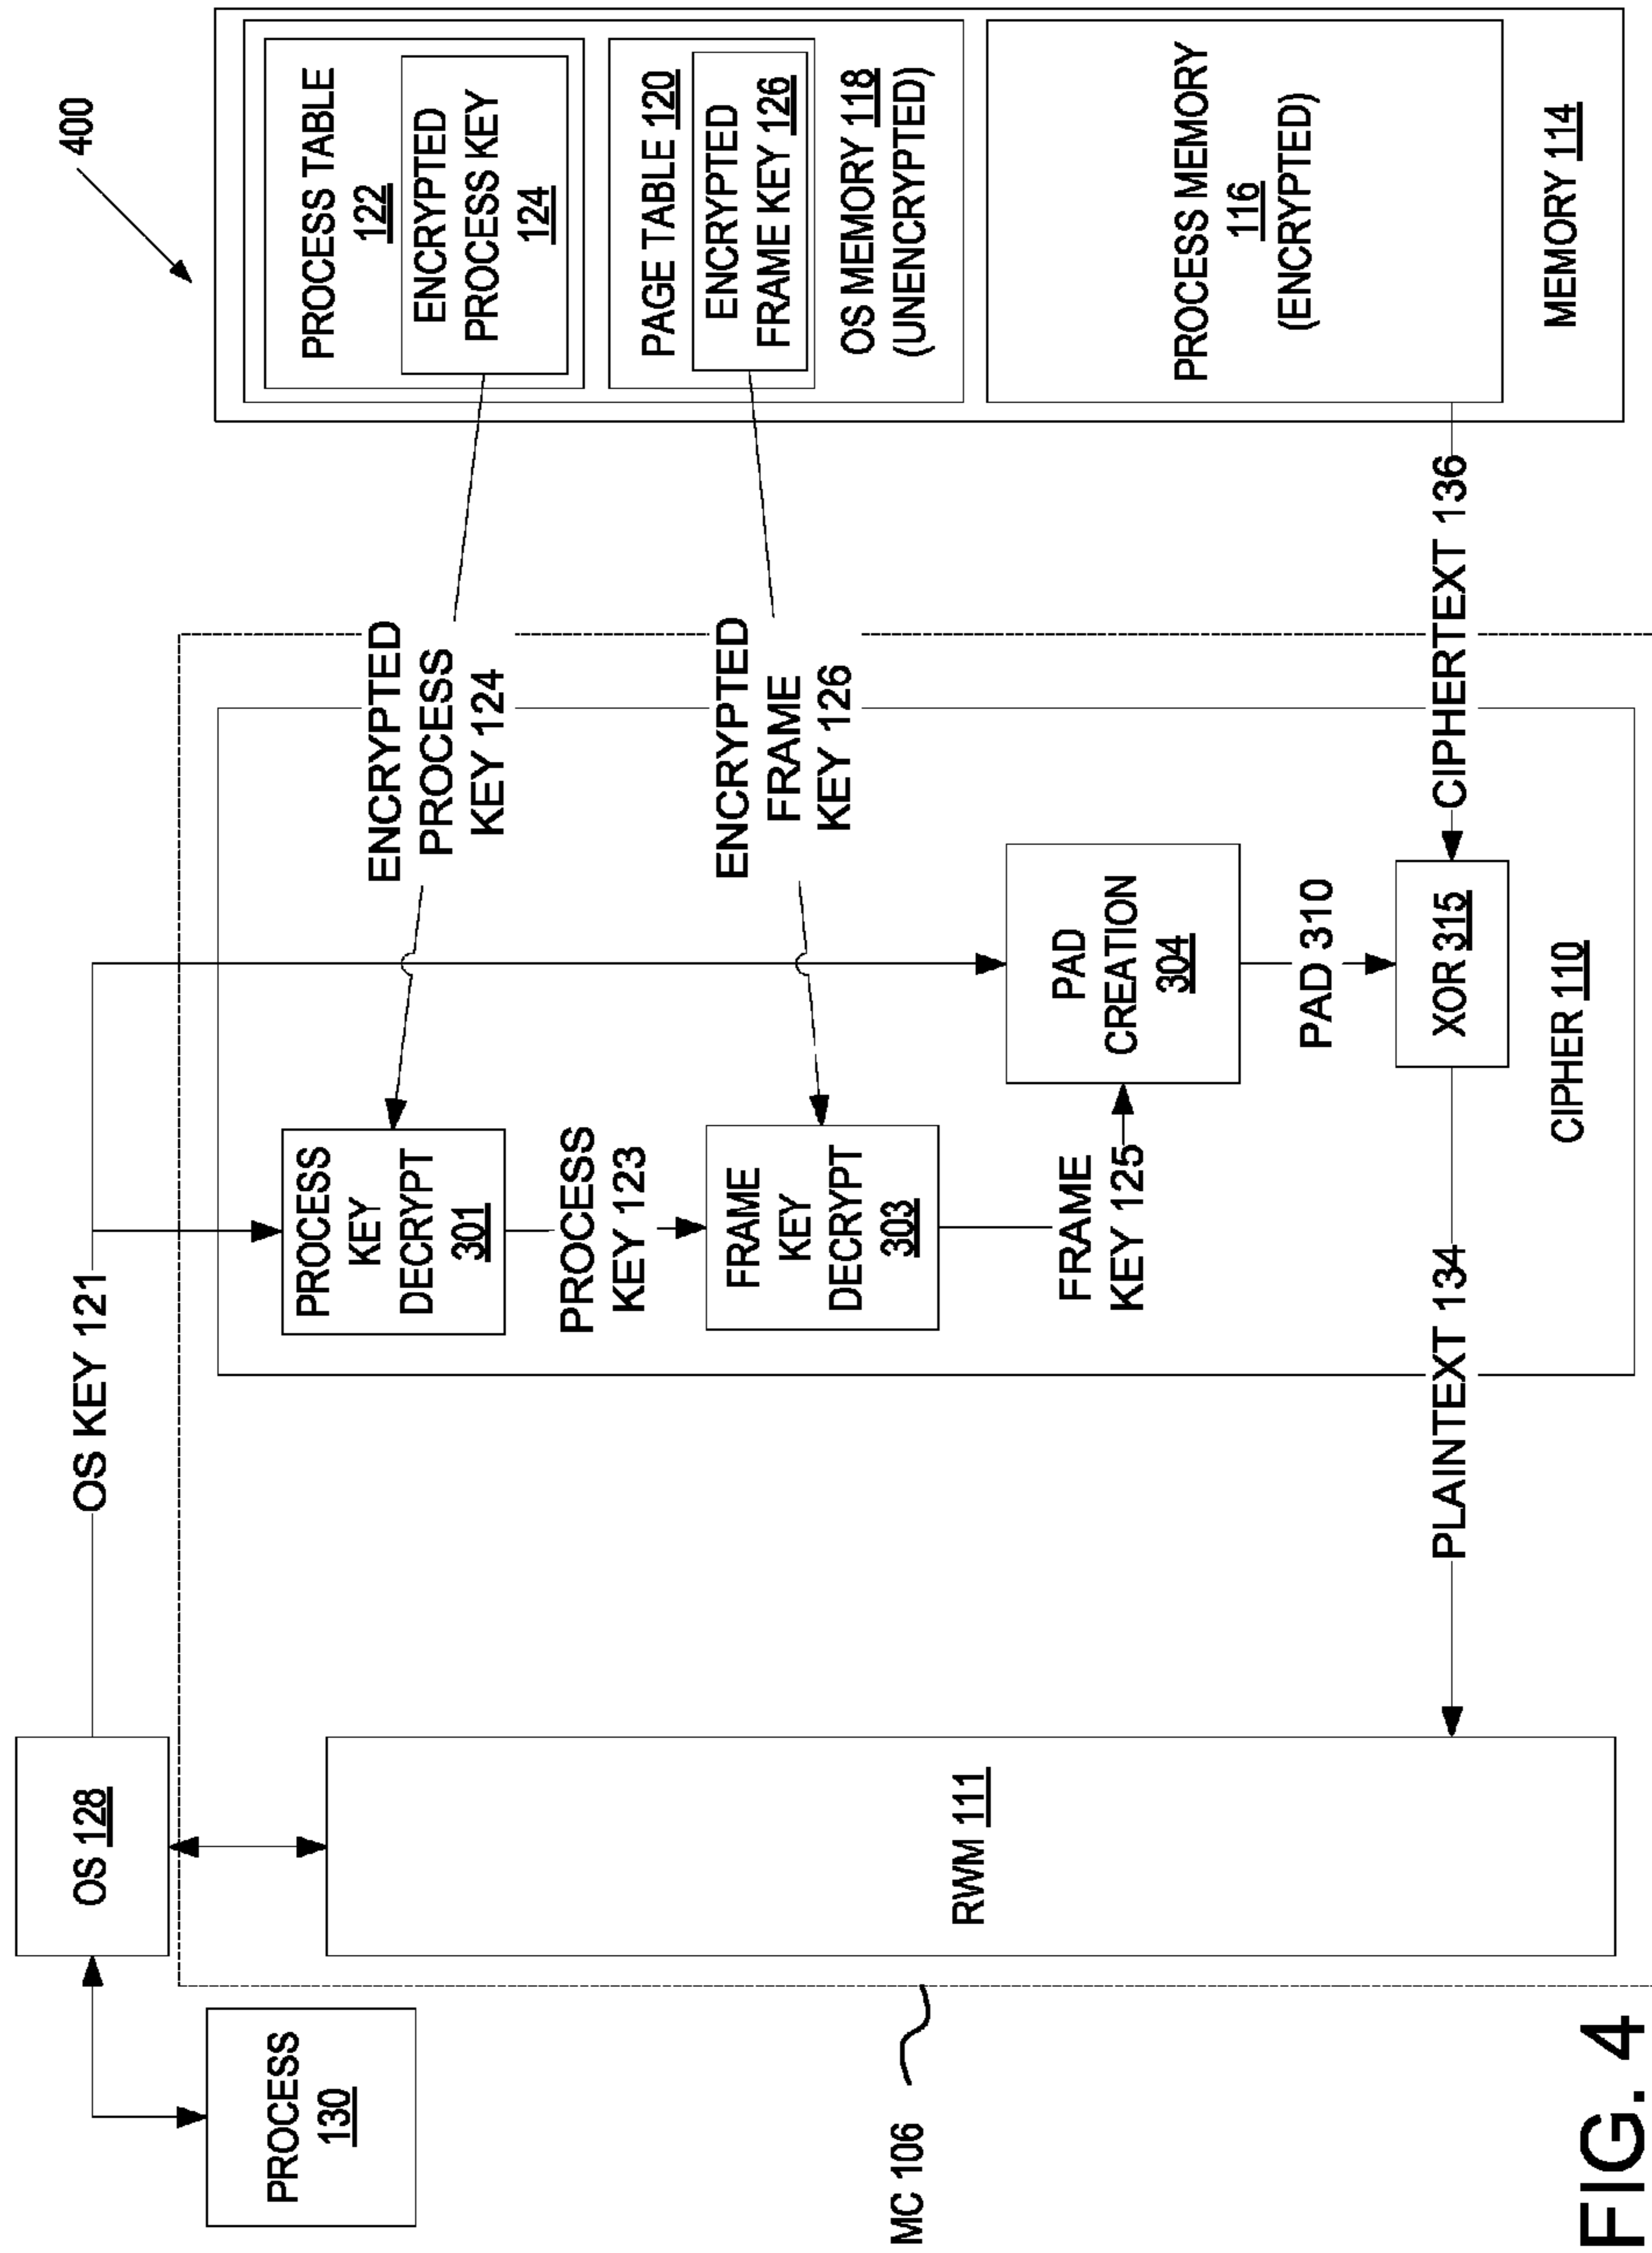 400
PROCESS
130
OS 128
OS KEY 121
MC 106
RWM 111
PROCESS
KEY
DECRYPT
301
PROCESS
KEY 123
FRAME
KEY
DECRYPT
303
FRAME
KEY 125
ENCRYPTED
PROCESS
KEY 124
ENCRYPTED
FRAME
KEY 126
PAD
CREATION
304
PAD 310
XOR 315
CIPHER 110
PLAINTEXT 134
CIPHERTEXT 136
PROCESS TABLE
122
ENCRYPTED
PROCESS KEY
124
PAGE TABLE 120
ENCRYPTED
FRAME KEY 126
OS MEMORY 118
(UNENCRYPTED)
PROCESS MEMORY
116
(ENCRYPTED)
MEMORY 114
FIG. 4